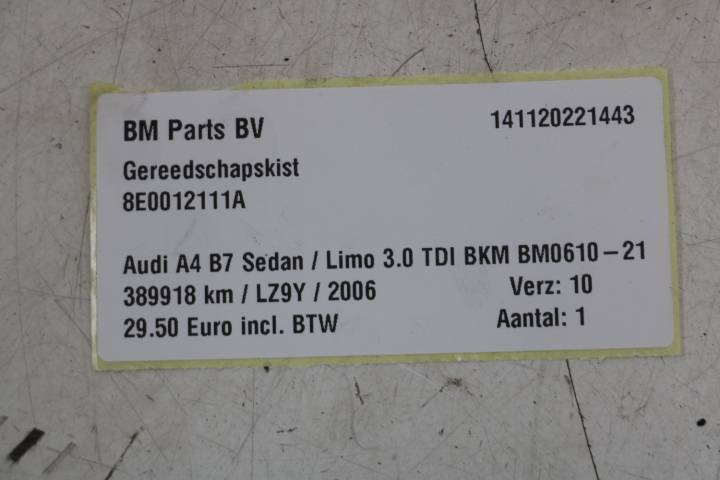 BM Parts BV 141120221443
Gereedschapskist
8E0012111A
Audi A4 B7 Sedan / Limo 3.0 TDI BKM BM0610-21
389918 km / LZ9Y / 2006 Verz: 10
29.50 Euro incl. BTW Aantal: 1